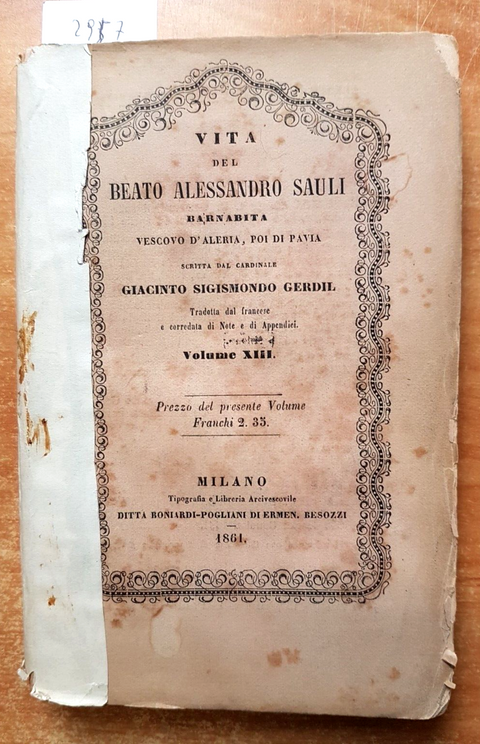 VITA
DEL
BEATO ALESSANDRO SAULI
BARNABITA
VESCOVO D'ALERIA, POI DI PAVIA
SCRITTA DAL CARDINALE
GIACINTO SIGISMONDO GERDIL
Tradotta dal francese
e corredata di Note e di Appendici.
Volume XIII.
Prezzo del presente Volume
Franchi 2. 35.
MILANO
Tipografia e Libreria Arcivescovile
DITTA BONIARDI-POGLIANI DI ERMEN. BESOZZI
1861.